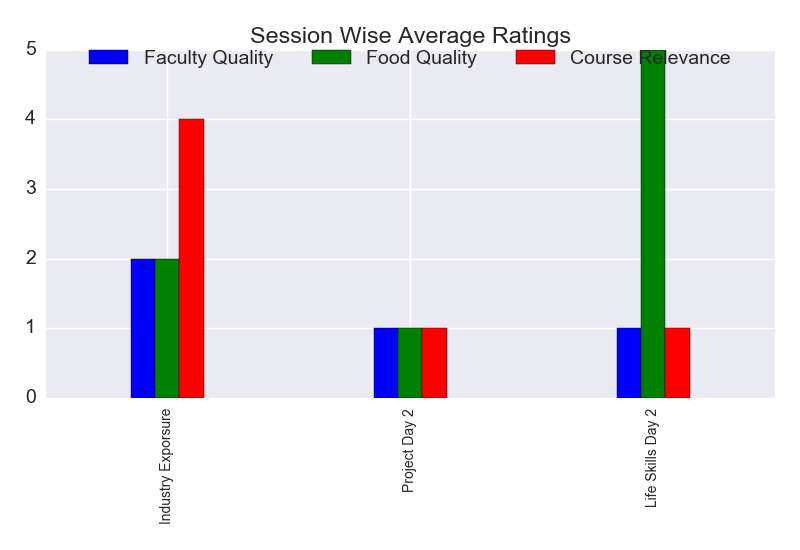 Session Wise Average Ratings
Faculty Quality Food Quality Course Relevance
5
4
3
2
1
0
Industry Exporsure
Project Day 2
Life Skills Day 2